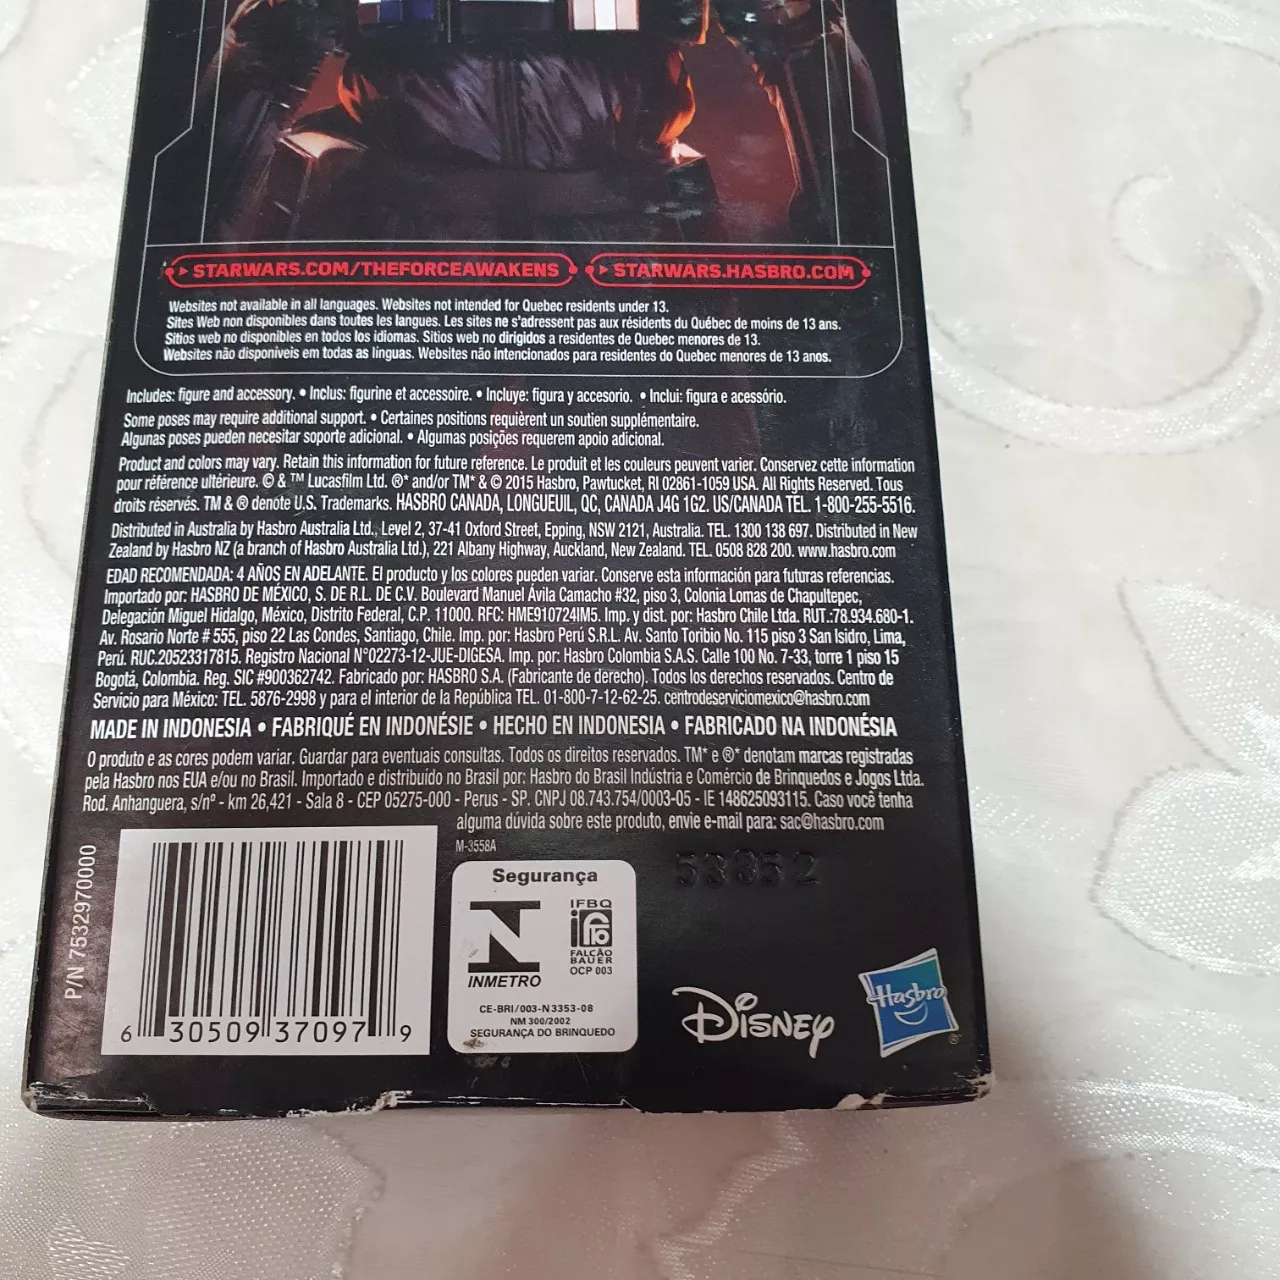 STARWARS.COM/THEFORCEAWAKENS STARWARS.HASBRO.COM
Websites not available in all languages. Websites not intended for Quebec residents under 13.
Sites Web non disponibles dans toutes les langues. Les sites ne s'adressent pas aux résidents du Québec de moins de 13 ans.
Sitios web no disponibles en todos los idiomas. Sitios web no dirigidos a residentes de Quebec menores de 13.
Websites não disponíveis em todas as línguas. Websites não intencionados para residentes do Quebec menores de 13 anos.
Includes: figure and accessory. • Inclus: figurine et accessoire. • Incluye: figura y accesorio. • Inclui: figura e acessório.
Some poses may require additional support. • Certaines positions requièrent un soutien supplémentaire.
Algunas poses pueden necesitar soporte adicional. • Algumas posições requerem apoio adicional.
Product and colors may vary. Retain this information for future reference. Le produit et les couleurs peuvent varier. Conservez cette information
pour référence ultérieure. © & ™ Lucasfilm Ltd. ®* and/or TM* & © 2015 Hasbro, Pawtucket, RI 02861-1059 USA. All Rights Reserved. Tous
droits réservés. TM & ® denote U.S. Trademarks. HASBRO CANADA, LONGUEUIL, QC, CANADA J4G 1G2. US/CANADA TEL. 1-800-255-5516.
Distributed in Australia by Hasbro Australia Ltd., Level 2, 37-41 Oxford Street, Epping, NSW 2121, Australia. TEL. 1300 138 697. Distributed in New
Zealand by Hasbro NZ (a branch of Hasbro Australia Ltd.), 221 Albany Highway, Auckland, New Zealand. TEL. 0508 828 200. www.hasbro.com
EDAD RECOMENDADA: 4 AÑOS EN ADELANTE. El producto y los colores pueden variar. Conserve esta información para futuras referencias.
Importado por: HASBRO DE MÉXICO, S. DE R.L. DE C.V. Boulevard Manuel Ávila Camacho #32, piso 3, Colonia Lomas de Chapultepec,
Delegación Miguel Hidalgo, México, Distrito Federal, C.P. 11000. RFC: HME910724IM5. Imp. y dist. por: Hasbro Chile Ltda. RUT.:78.934.680-1.
Av. Rosario Norte # 555, piso 22 Las Condes, Santiago, Chile. Imp. por: Hasbro Perú S.R.L. Av. Santo Toribio No. 115 piso 3 San Isidro, Lima,
Perú. RUC.20523317815. Registro Nacional N°02273-12-JUE-DIGESA. Imp. por: Hasbro Colombia S.A.S. Calle 100 No. 7-33, torre 1 piso 15
Bogotá, Colombia. Reg. SIC #900362742. Fabricado por: HASBRO S.A. (Fabricante de derecho). Todos los derechos reservados. Centro de
Servicio para México: TEL. 5876-2998 y para el interior de la República TEL. 01-800-7-12-62-25. centrodeserviciomexico@hasbro.com
MADE IN INDONESIA • FABRIQUÉ EN INDONÉSIE • HECHO EN INDONESIA • FABRICADO NA INDONÉSIA
O produto e as cores podem variar. Guardar para eventuais consultas. Todos os direitos reservados. TM* e ®* denotam marcas registradas
pela Hasbro nos EUA e/ou no Brasil. Importado e distribuído no Brasil por: Hasbro do Brasil Indústria e Comércio de Brinquedos e Jogos Ltda.
Rod. Anhanguera, s/nº - km 26,421 - Sala 8 - CEP 05275-000 - Perus - SP. CNPJ 08.743.754/0003-05 - IE 148625093115. Caso você tenha
alguma dúvida sobre este produto, envie e-mail para: sac@hasbro.com
M-3558A
P/N 7532970000
6 30509 37097 9
Segurança
INMETRO
IFBQ
FALCÃO
BAUER
OCP 003
CE-BRI/003-N 3353-08
NM 300/2002
SEGURANÇA DO BRINQUEDO
53352
Disney
Hasbro